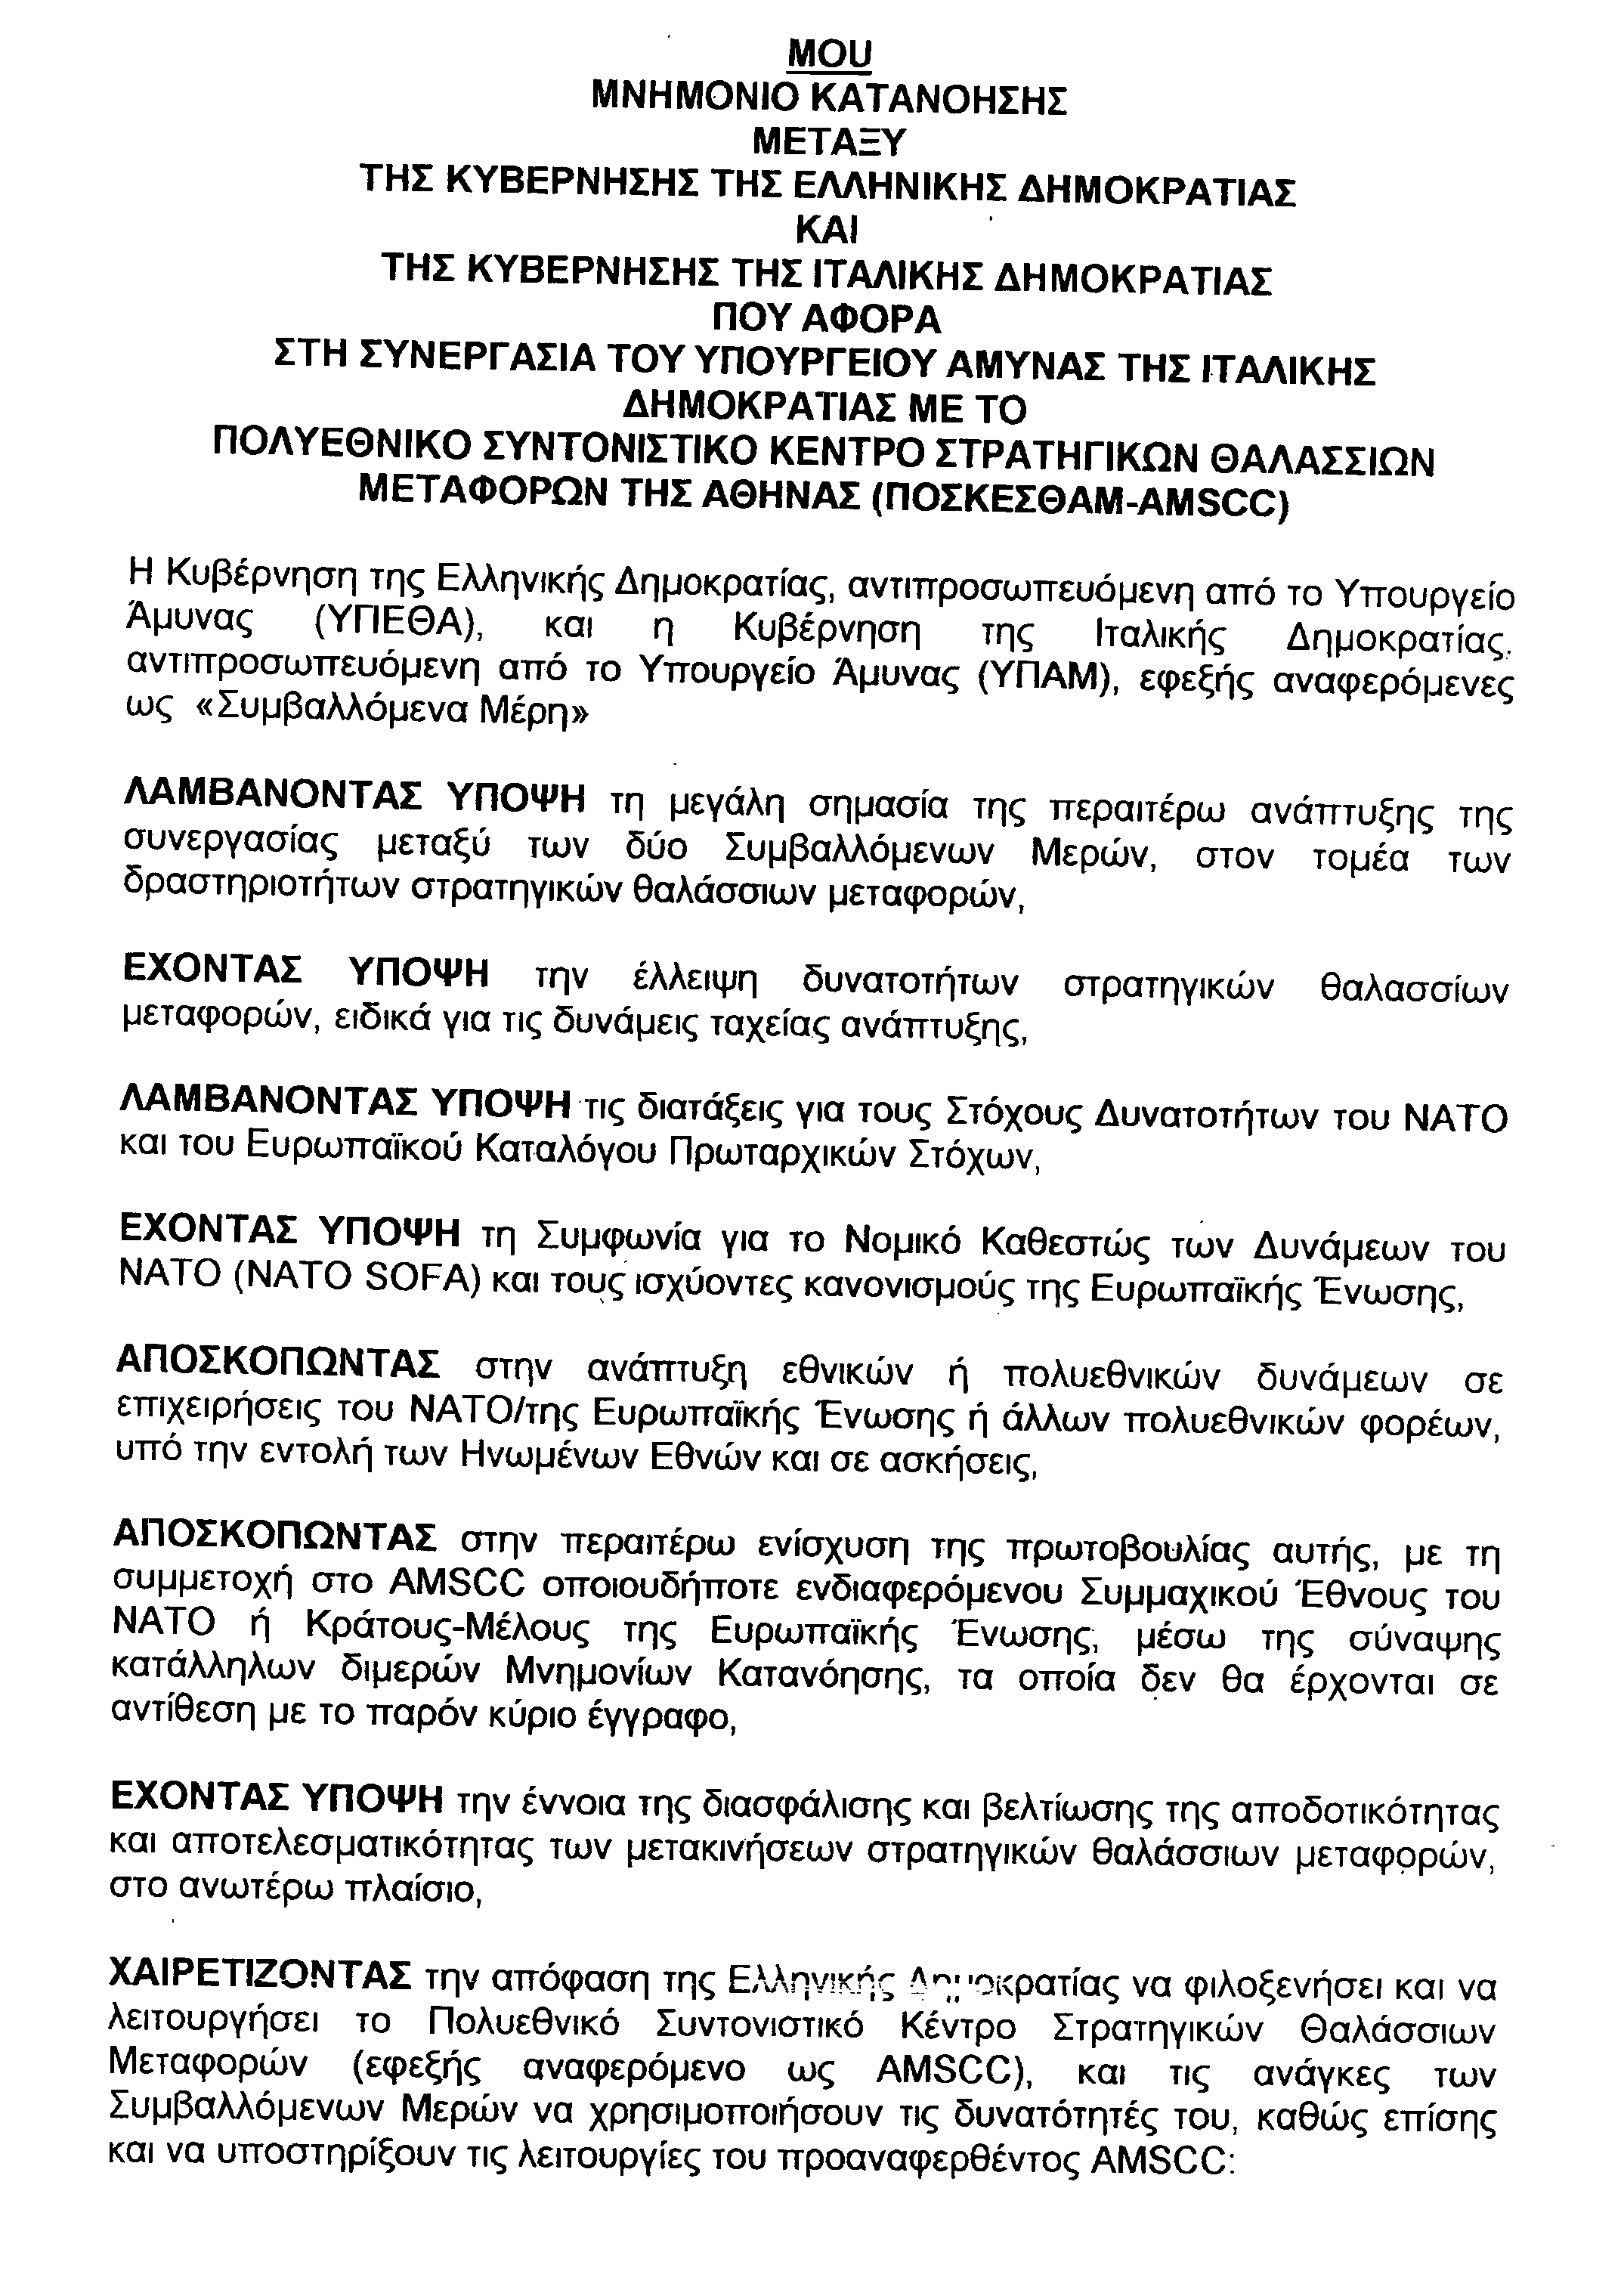 MOU
ΜΝΗΜΟΝΙΟ ΚΑΤΑΝΟΗΣΗΣ
ΜΕΤΑΞΥ
ΤΗΣ ΚΥΒΕΡΝΗΣΗΣ ΤΗΣ ΕΛΛΗΝΙΚΗΣ ΔΗΜΟΚΡΑΤΙΑΣ
ΚΑΙ
ΤΗΣ ΚΥΒΕΡΝΗΣΗΣ ΤΗΣ ΙΤΑΛΙΚΗΣ ΔΗΜΟΚΡΑΤΙΑΣ
ΠΟΥ ΑΦΟΡΑ
ΣΤΗ ΣΥΝΕΡΓΑΣΙΑ ΤΟΥ ΥΠΟΥΡΓΕΙΟΥ ΑΜΥΝΑΣ ΤΗΣ ΙΤΑΛΙΚΗΣ
ΔΗΜΟΚΡΑΤΙΑΣ ΜΕ ΤΟ
ΠΟΛΥΕΘΝΙΚΟ ΣΥΝΤΟΝΙΣΤΙΚΟ ΚΕΝΤΡΟ ΣΤΡΑΤΗΓΙΚΩΝ ΘΑΛΑΣΣΙΩΝ
ΜΕΤΑΦΟΡΩΝ ΤΗΣ ΑΘΗΝΑΣ (ΠΟΣΚΕΣΘΑΜ-AMSCC)
Η Κυβέρνηση της Ελληνικής Δημοκρατίας, αντιπροσωπευόμενη από το Υπουργείο
Άμυνας (ΥΠΕΘΑ), και η Κυβέρνηση της Ιταλικής Δημοκρατίας,
αντιπροσωπευόμενη από το Υπουργείο Άμυνας (ΥΠΑΜ), εφεξής αναφερόμενες
ως «Συμβαλλόμενα Μέρη»
ΛΑΜΒΑΝΟΝΤΑΣ ΥΠΟΨΗ τη μεγάλη σημασία της περαιτέρω ανάπτυξης της
συνεργασίας μεταξύ των δύο Συμβαλλόμενων Μερών, στον τομέα των
δραστηριοτήτων στρατηγικών θαλάσσιων μεταφορών,
ΕΧΟΝΤΑΣ ΥΠΟΨΗ την έλλειψη δυνατοτήτων στρατηγικών θαλασσίων
μεταφορών, ειδικά για τις δυνάμεις ταχείας ανάπτυξης,
ΛΑΜΒΑΝΟΝΤΑΣ ΥΠΟΨΗ τις διατάξεις για τους Στόχους Δυνατοτήτων του ΝΑΤΟ
και του Ευρωπαϊκού Καταλόγου Πρωταρχικών Στόχων,
ΕΧΟΝΤΑΣ ΥΠΟΨΗ τη Συμφωνία για το Νομικό Καθεστώς των Δυνάμεων του
ΝΑΤΟ (NATO SOFA) και τους ισχύοντες κανονισμούς της Ευρωπαϊκής Ένωσης,
ΑΠΟΣΚΟΠΩΝΤΑΣ στην ανάπτυξη εθνικών ή πολυεθνικών δυνάμεων σε
επιχειρήσεις του ΝΑΤΟ/της Ευρωπαϊκής Ένωσης ή άλλων πολυεθνικών φορέων,
υπό την εντολή των Ηνωμένων Εθνών και σε ασκήσεις,
ΑΠΟΣΚΟΠΩΝΤΑΣ στην περαιτέρω ενίσχυση της πρωτοβουλίας αυτής, με τη
συμμετοχή στο AMSCC οποιουδήποτε ενδιαφερόμενου Συμμαχικού Έθνους του
ΝΑΤΟ ή Κράτους-Μέλους της Ευρωπαϊκής Ένωσης, μέσω της σύναψης
κατάλληλων διμερών Μνημονίων Κατανόησης, τα οποία δεν θα έρχονται σε
αντίθεση με το παρόν κύριο έγγραφο,
ΕΧΟΝΤΑΣ ΥΠΟΨΗ την έννοια της διασφάλισης και βελτίωσης της αποδοτικότητας
και αποτελεσματικότητας των μετακινήσεων στρατηγικών θαλάσσιων μεταφορών,
στο ανωτέρω πλαίσιο,
ΧΑΙΡΕΤΙΖΟΝΤΑΣ την απόφαση της Ελληνικής Δημοκρατίας να φιλοξενήσει και να
λειτουργήσει το Πολυεθνικό Συντονιστικό Κέντρο Στρατηγικών Θαλάσσιων
Μεταφορών (εφεξής αναφερόμενο ως AMSCC), και τις ανάγκες των
Συμβαλλόμενων Μερών να χρησιμοποιήσουν τις δυνατότητές του, καθώς επίσης
και να υποστηρίξουν τις λειτουργίες του προαναφερθέντος AMSCC: